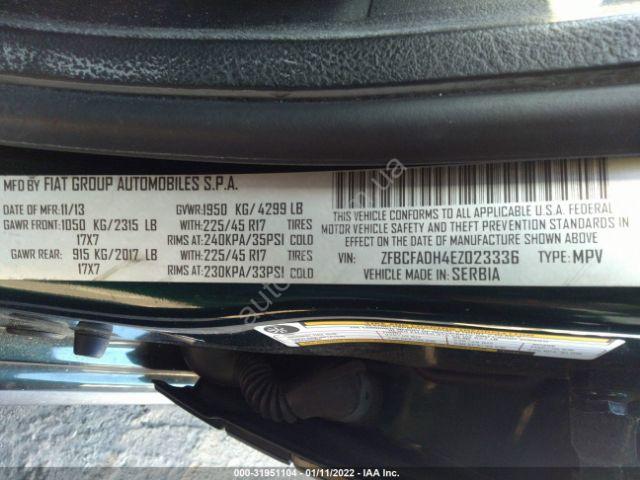 MFD BY FIAT GROUP AUTOMOBILES S.P.A.
DATE OF MFR:11/13 GVWR:1950 KG/ 4299 LB
GAWR FRONT:1050 KG/2315 LB WITH:225/45 R17 TIRES
17X7 RIMS AT:240KPA/35PSI COLD
GAWR REAR: 915 KG/2017 LB WITH:225/45 R17 TIRES
17X7 RIMS AT:230KPA/33PSI COLD
THIS VEHICLE CONFORMS TO ALL APPLICABLE U.S.A. FEDERAL
MOTOR VEHICLE SAFETY, BUMPER, AND THEFT PREVENTION STANDARDS IN
EFFECT ON THE DATE OF MANUFACTURE SHOWN ABOVE.
VIN: ZFBCFADH4EZ023336 TYPE: MPV
VEHICLE MADE IN: SERBIA
000-31951104 - 01/11/2022 - IAA Inc.